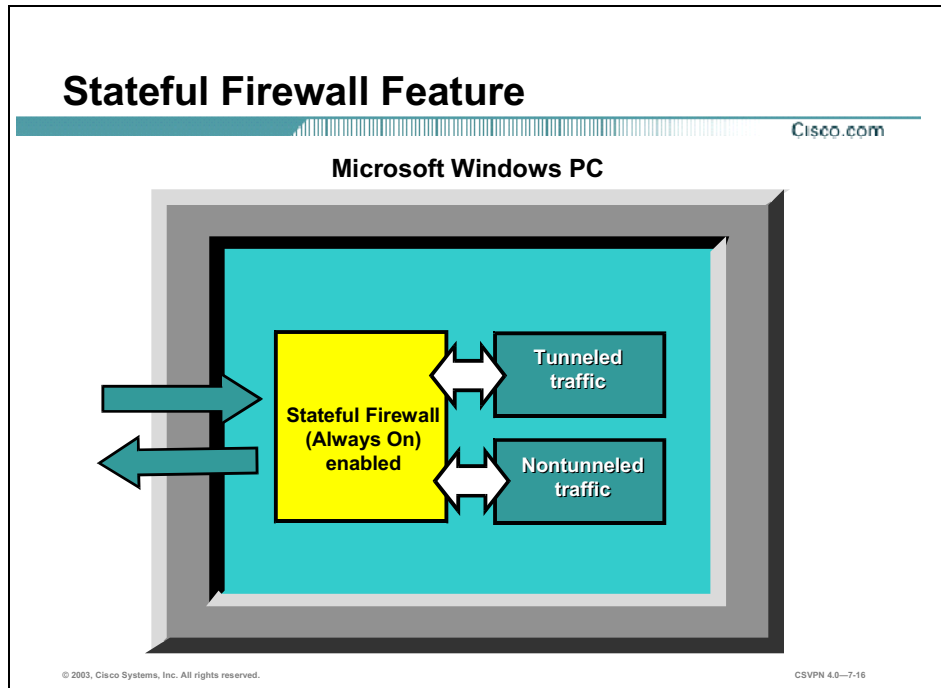 Stateful Firewall Feature
Cisco.com
Microsoft Windows PC
Stateful Firewall
(Always On)
enabled
Tunneled
traffic
Nontunneled
traffic
© 2003, Cisco Systems, Inc. All rights reserved.
CSVPN 4.0—7-16